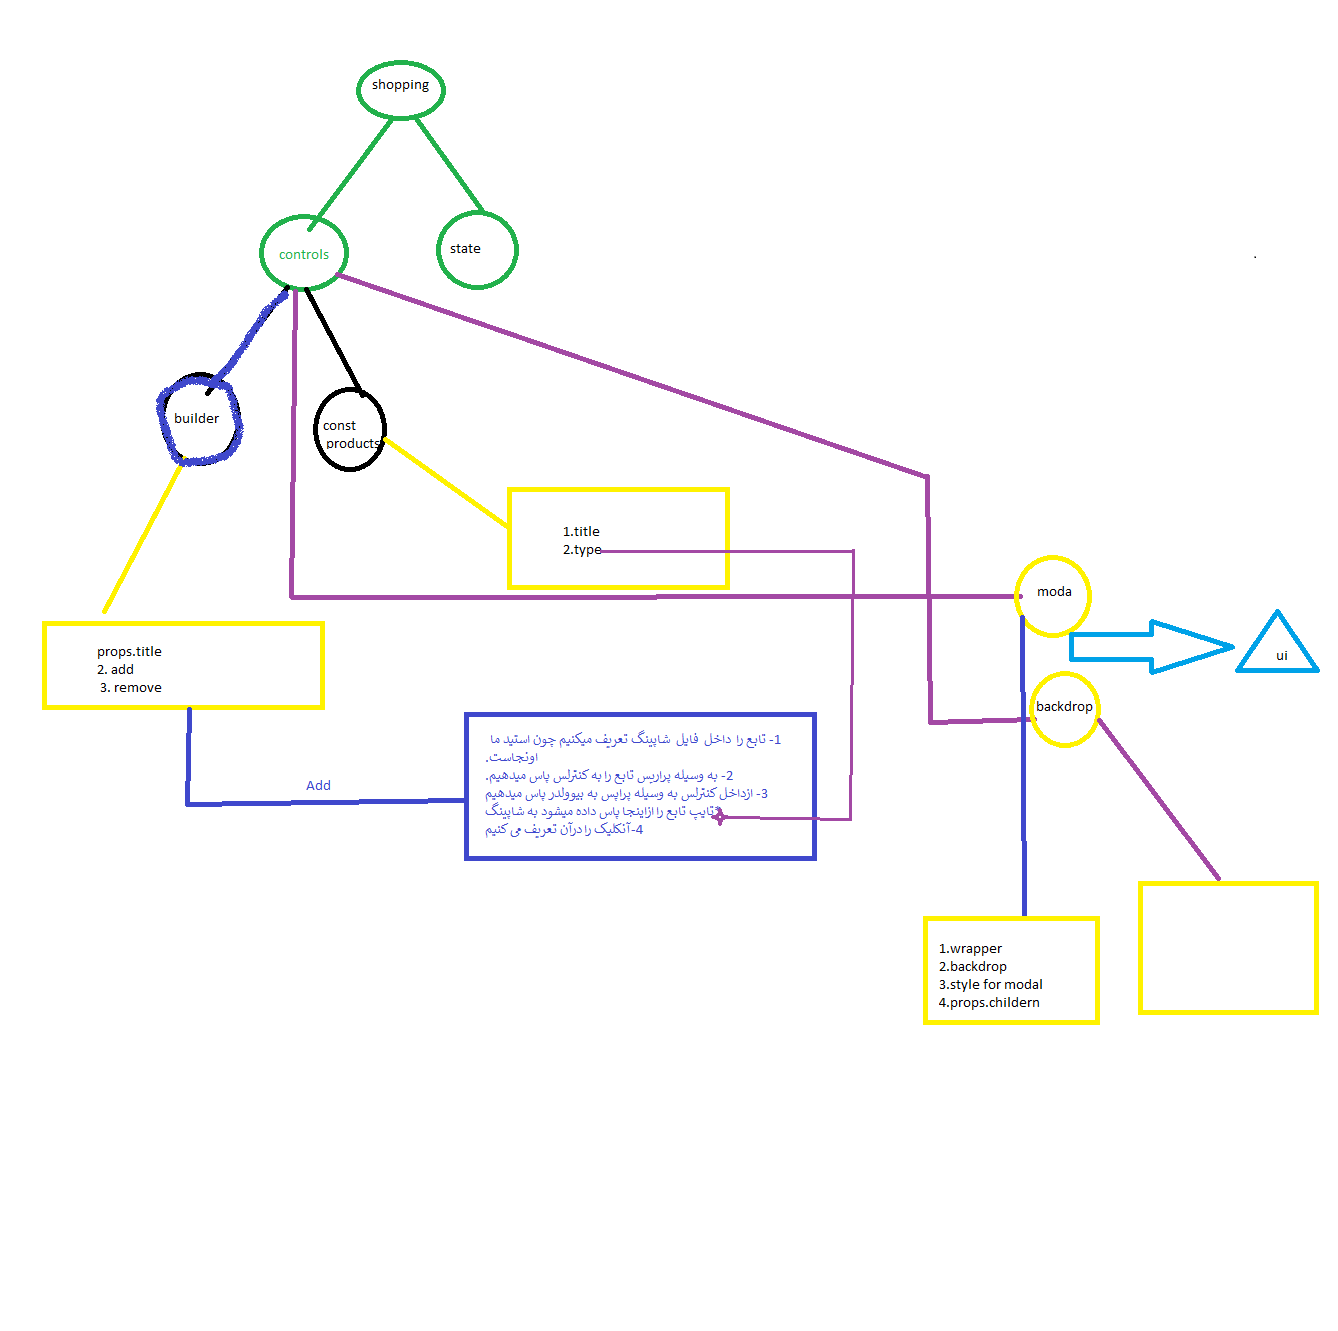 shopping
controls
state
builder
const
products
1.title
2.type
moda
ui
props.title
2. add
3. remove
backdrop
Add
1- تابع را داخل فایل شاپینگ تعریف میکنیم چون استید ما
اونجاست.
2- به وسیله پراپس تابع را به کنترلس پاس میدهیم.
3- ازداخل کنترلس به وسیله پراپس به بیوولدر پاس میدهیم
تایپ تابع را ازاینجا پاس داده میشود به شاپینگ
4- آنکلیک را درآن تعریف می کنیم
1.wrapper
2.backdrop
3.style for modal
4.props.childern